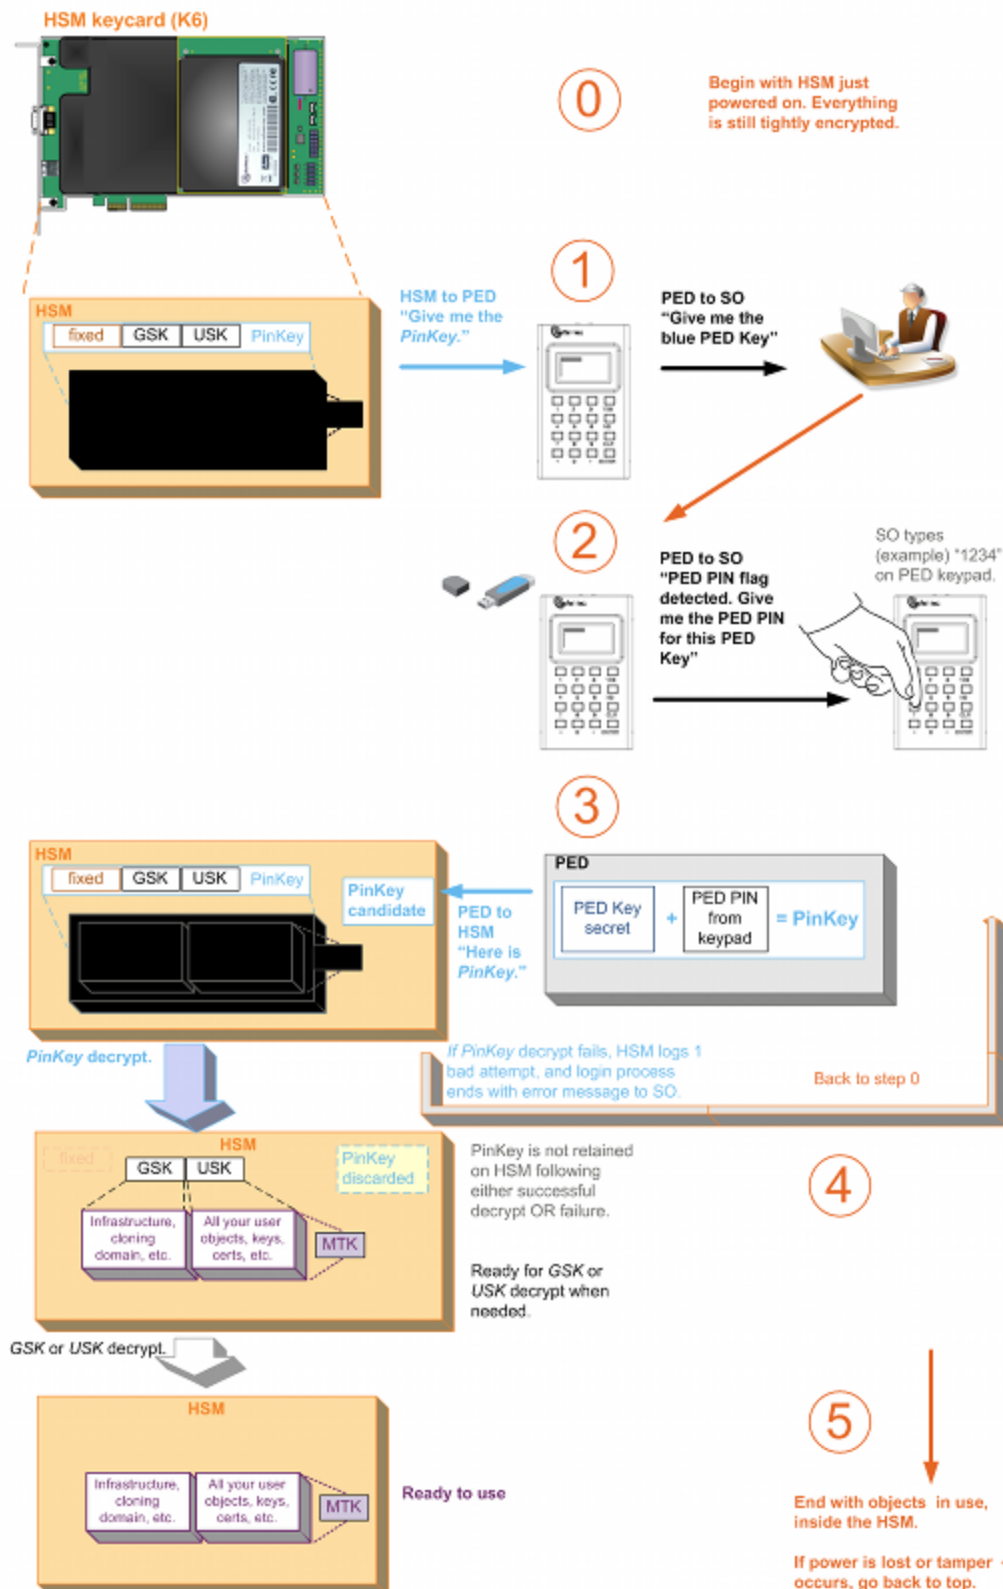 HSM keycard (K6)
0
Begin with HSM just
powered on. Everything
is still tightly encrypted.
1
HSM
fixed GSK USK PinKey
HSM to PED
“Give me the
PinKey.”
PED to SO
“Give me the
blue PED Key”
2
PED to SO
“PED PIN flag
detected. Give
me the PED PIN
for this PED
Key”
SO types
(example) “1234”
on PED keypad.
3
HSM
fixed GSK USK PinKey
PinKey
candidate
PED to
HSM
“Here is
PinKey.”
PED
PED Key
secret
+
PED PIN
from
keypad
= PinKey
PinKey decrypt.
If PinKey decrypt fails, HSM logs 1
bad attempt, and login process
ends with error message to SO.
Back to step 0
HSM
fixed
GSK USK
PinKey
discarded
Infrastructure,
cloning
domain, etc.
All your user
objects, keys,
certs, etc.
MTK
PinKey is not retained
on HSM following
either successful
decrypt OR failure.
4
Ready for GSK or
USK decrypt when
needed.
GSK or USK decrypt.
HSM
Infrastructure,
cloning
domain, etc.
All your user
objects, keys,
certs, etc.
MTK
Ready to use
5
End with objects in use,
inside the HSM.
If power is lost or tamper
occurs, go back to top.